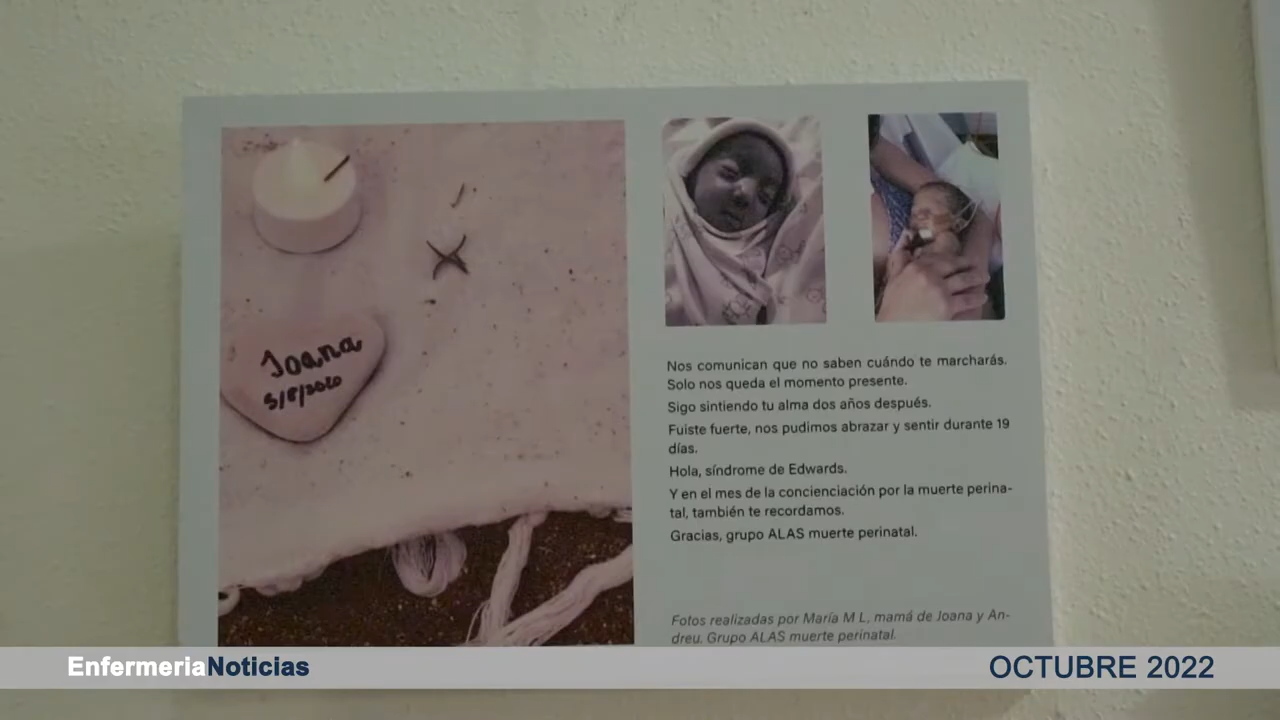 Joana
5/8/2020
Nos comunican que no saben cuándo te marcharás.
Solo nos queda el momento presente.
Sigo sintiendo tu alma dos años después.
Fuiste fuerte, nos pudimos abrazar y sentir durante 19
días.
Hola, síndrome de Edwards.
Y en el mes de la concienciación por la muerte perina-
tal, también te recordamos.
Gracias, grupo ALAS muerte perinatal.
Fotos realizadas por María M L, mamá de Joana y An-
dreu. Grupo ALAS muerte perinatal.
EnfermeriaNoticias
OCTUBRE 2022